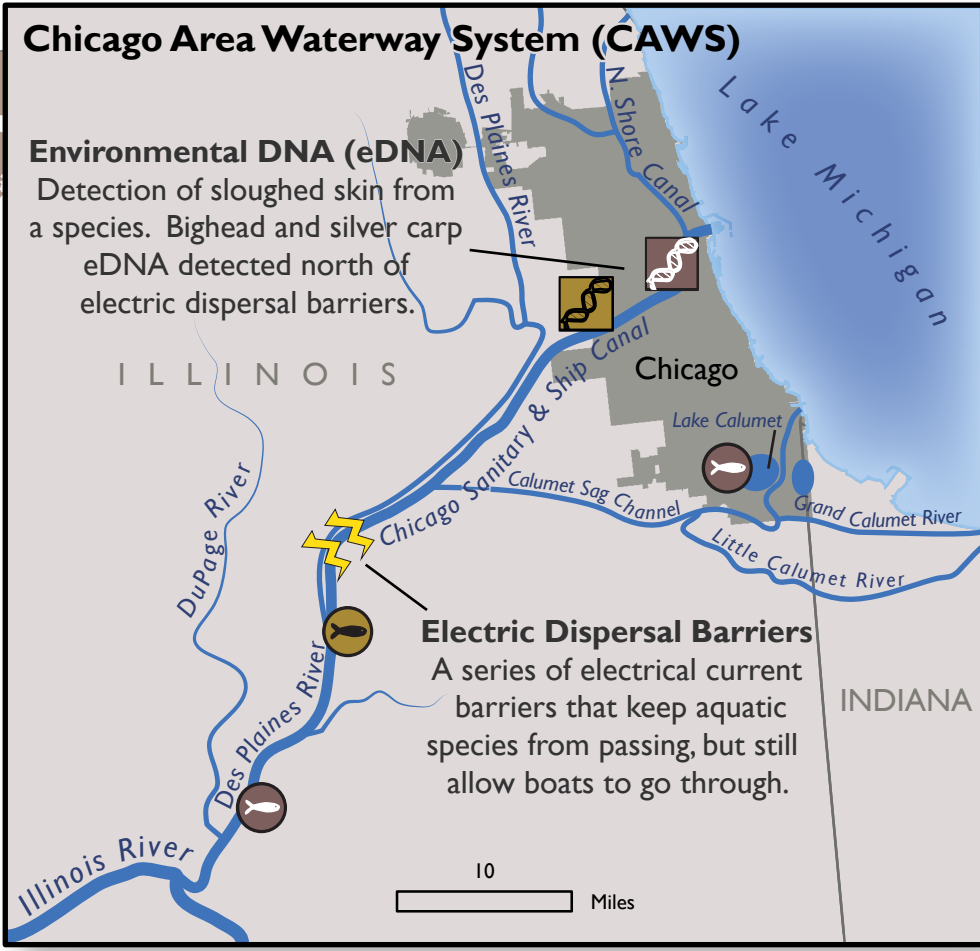 Chicago Area Waterway System (CAWS)
Des Plaines River
N. Shore Canal
Lake Michigan
Environmental DNA (eDNA)
Detection of sloughed skin from
a species. Bighead and silver carp
eDNA detected north of
electric dispersal barriers.
ILLINOIS
Chicago
Chicago Sanitary & Ship Canal
Lake Calumet
Calumet Sag Channel
Grand Calumet River
Little Calumet River
DuPage River
Electric Dispersal Barriers
A series of electrical current
barriers that keep aquatic
species from passing, but still
allow boats to go through.
INDIANA
Des Plaines River
Illinois River
10
Miles